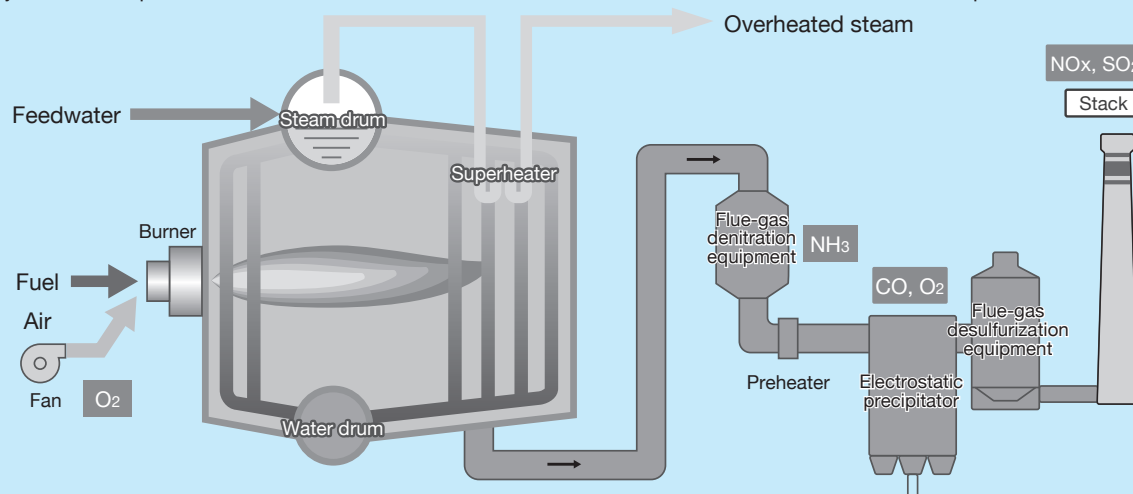 Overheated steam
NOx, SO2
Stack
Feedwater
Steam drum
Superheater
Burner
Flue-gas
denitration
equipment
NH3
Fuel
CO, O2
Air
Flue-gas
desulfurization
equipment
Preheater
Electrostatic
precipitator
Fan
O2
Water drum